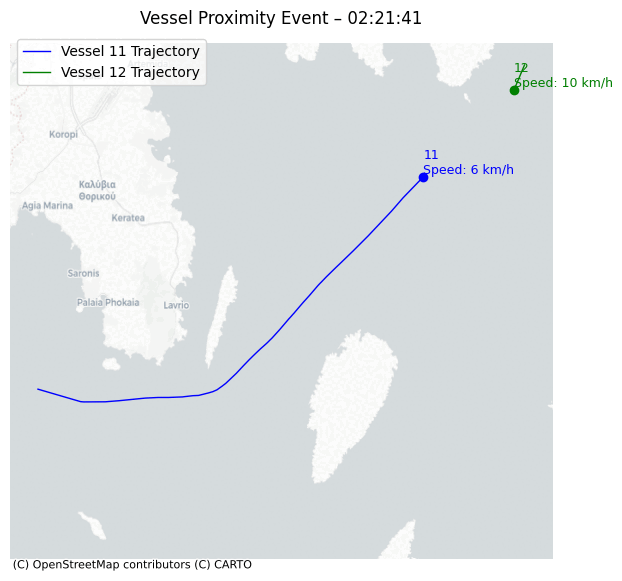 Vessel Proximity Event – 02:21:41
Vessel 11 Trajectory
Vessel 12 Trajectory
12
Speed: 10 km/h
11
Speed: 6 km/h
Koropi
Καλύβια
Θορικού
Agia Marina
Keratea
Saronis
Palaia Phokaia
Lavrio
(C) OpenStreetMap contributors (C) CARTO